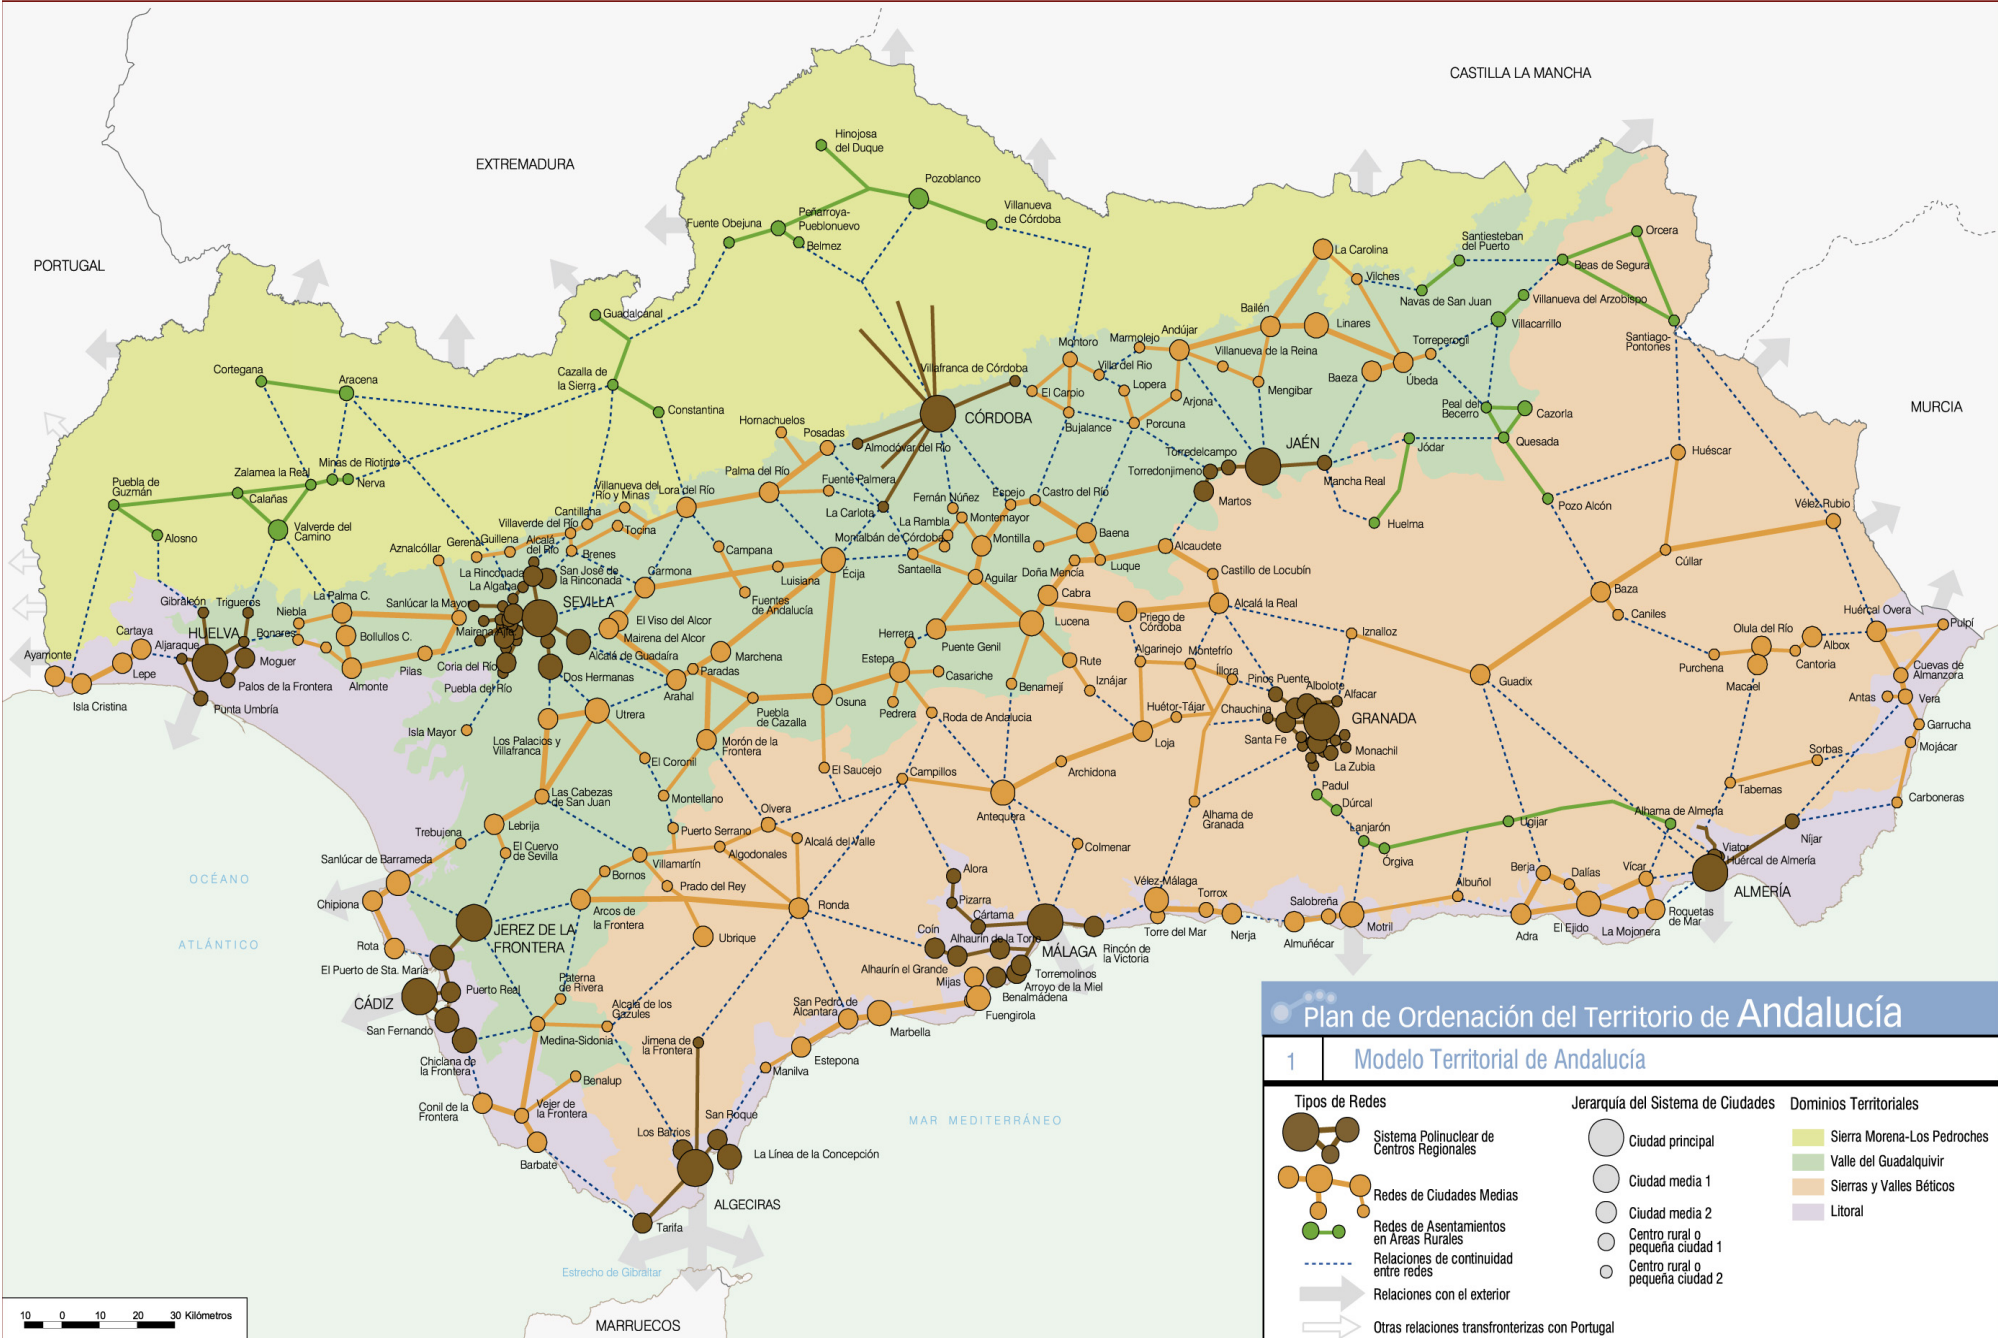 CASTILLA LA MANCHA
EXTREMADURA
PORTUGAL
MURCIA
MARRUECOS
OCÉANO
ATLÁNTICO
MAR MEDITERRÁNEO
Estrecho de Gibraltar
Hinojosa
del Duque
Pozoblanco
Villanueva
de Córdoba
Peñarroya-
Pueblonuevo
Fuente Obejuna
Belmez
Guadalcanal
Cazalla de
la Sierra
Constantina
Cortegana
Aracena
Zalamea la Real
Minas de Riotinto
Nerva
Calañas
Puebla de
Guzmán
Valverde del
Camino
Alosno
Orcera
Santiesteban
del Puerto
Beas de Segura
La Carolina
Vilches
Navas de San Juan
Villanueva del Arzobispo
Villacarrillo
Santiago-
Pontones
Bailén
Linares
Andújar
Marmolejo
Montoro
Villanueva de la Reina
Torreperogil
Baeza
Úbeda
Villa del Rio
Villafranca de Córdoba
El Carpio
Lopera
Arjona
Mengibar
Bujalance
Porcuna
Peal del
Becerro
Cazorla
Quesada
Jódar
CÓRDOBA
JAÉN
Hornachuelos
Posadas
Almodóvar del Río
Torredelcampo
Torredonjimeno
Martos
Mancha Real
Huelma
Pozo Alcón
Huéscar
Vélez-Rubio
Palma del Río
Fuente Palmera
La Carlota
Fernán Núñez
Espejo
Castro del Río
La Rambla
Montemayor
Montalbán de Córdoba
Montilla
Baena
Santaella
Aguilar
Doña Mencía
Luque
Alcaudete
Castillo de Locubín
Alcalá la Real
Cúllar
Baza
Caniles
Villanueva del
Río y Minas
Lora del Río
Cantillana
Villaverde del Río
Tocina
Guillena
Gerena
Alcalá
del Río
Brenes
Aznalcóllar
La Rinconada
San José de
la Rinconada
La Algaba
Carmona
Campana
Luisiana
Écija
Fuentes
de Andalucía
Sanlúcar la Mayor
SEVILLA
El Viso del Alcor
Mairena del Alcor
Alcalá de Guadaíra
Coria del Río
Puebla del Río
Dos Hermanas
Pilas
Isla Mayor
Gibraleón
Trigueros
Niebla
La Palma C.
Bonares
Bollullos C.
HUELVA
Moguer
Almonte
Palos de la Frontera
Punta Umbría
Aljaraque
Cartaya
Lepe
Ayamonte
Isla Cristina
Marchena
Paradas
Arahal
Utrera
Los Palacios y
Villafranca
Puebla
de Cazalla
Morón de la
Frontera
El Coronil
Montellano
Herrera
Puente Genil
Estepa
Casariche
Pedrera
Osuna
El Saucejo
Roda de Andalucia
Campillos
Cabra
Lucena
Priego de
Córdoba
Rute
Iznájar
Benamejí
Algarinejo
Montefrío
Íllora
Iznalloz
Pinos Puente
Albolote
Alfacar
Chauchina
GRANADA
Santa Fe
Monachil
La Zubia
Huétor-Tájar
Loja
Archidona
Antequera
Alhama de
Granada
Padul
Dúrcal
Lanjarón
Órgiva
Ugijar
Guadix
Olula del Río
Albox
Huércal Overa
Pulpí
Purchena
Cantoria
Macael
Cuevas de
Almanzora
Antas
Vera
Garrucha
Mojácar
Sorbas
Tabernas
Carboneras
Níjar
Alhama de Almería
Viator
Huércal de Almería
ALMERÍA
Las Cabezas
de San Juan
Lebrija
Trebujena
El Cuervo
de Sevilla
Sanlúcar de Barrameda
Chipiona
Rota
JEREZ DE LA
FRONTERA
El Puerto de Sta. María
CÁDIZ
Puerto Real
San Fernando
Chiclana de
la Frontera
Puerto Serrano
Olvera
Algodonales
Alcalá del Valle
Villamartín
Bornos
Prado del Rey
Arcos de
la Frontera
Ubrique
Ronda
Paterna
de Rivera
Alcalá de los
Gazules
Medina-Sidonia
Benalup
Conil de la
Frontera
Vejer de
la Frontera
Barbate
Jimena de
la Frontera
San Roque
Los Barrios
La Línea de la Concepción
ALGECIRAS
Tarifa
Colmenar
Alora
Pizarra
Cártama
Coín
Alhaurín de la Torre
MÁLAGA
Rincón de
la Victoria
Alhaurín el Grande
Mijas
Torremolinos
Arroyo de la Miel
Benalmádena
Fuengirola
San Pedro de
Alcantara
Marbella
Estepona
Manilva
Vélez-Málaga
Torrox
Torre del Mar
Nerja
Salobreña
Almuñécar
Motril
Albuñol
Berja
Dalías
Vícar
Adra
El Ejido
La Mojonera
Roquetas
de Mar
Plan de Ordenación del Territorio de Andalucía
1 Modelo Territorial de Andalucía
Tipos de Redes
Sistema Polinuclear de
Centros Regionales
Redes de Ciudades Medias
Redes de Asentamientos
en Áreas Rurales
Relaciones de continuidad
entre redes
Relaciones con el exterior
Otras relaciones transfronterizas con Portugal
Jerarquía del Sistema de Ciudades
Ciudad principal
Ciudad media 1
Ciudad media 2
Centro rural o
pequeña ciudad 1
Centro rural o
pequeña ciudad 2
Dominios Territoriales
Sierra Morena-Los Pedroches
Valle del Guadalquivir
Sierras y Valles Béticos
Litoral
10 0 10 20 30 Kilómetros